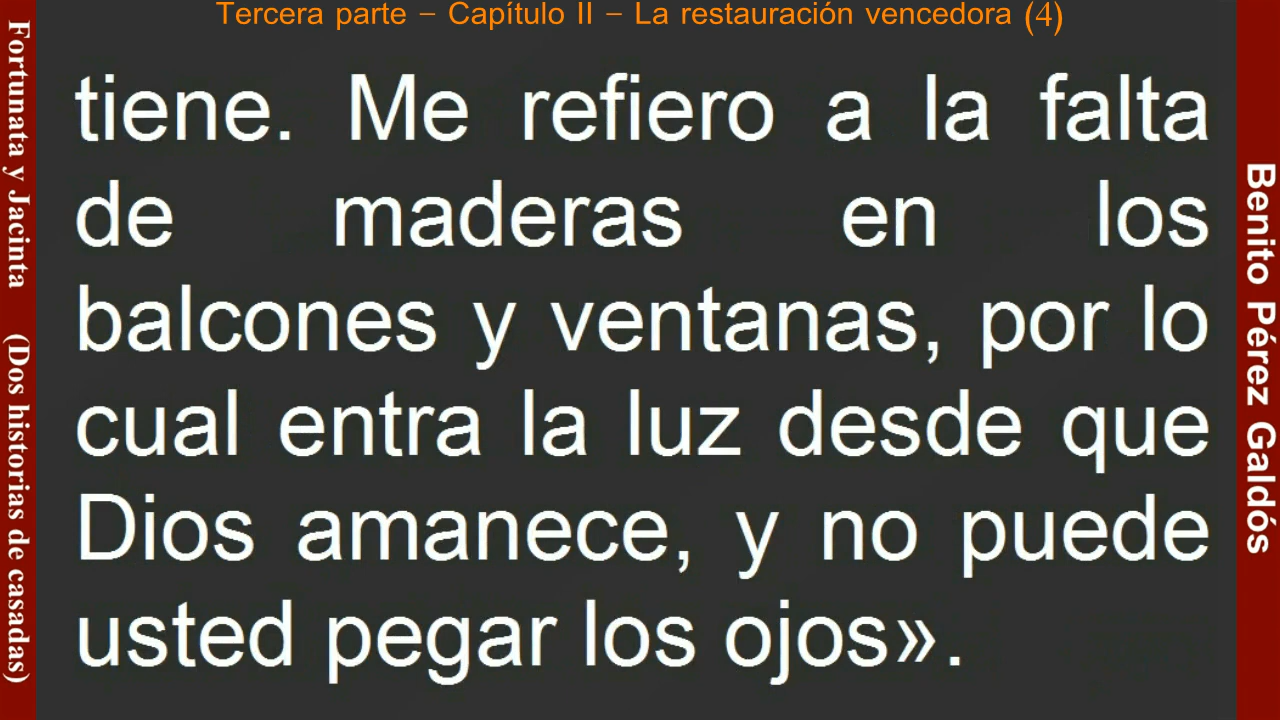 Tercera parte – Capítulo II – La restauración vencedora (4)
Fortunata y Jacinta (Dos historias de casadas)
tiene. Me refiero a la falta
de maderas en los
balcones y ventanas, por lo
cual entra la luz desde que
Dios amanece, y no puede
usted pegar los ojos».
Benito Pérez Galdós